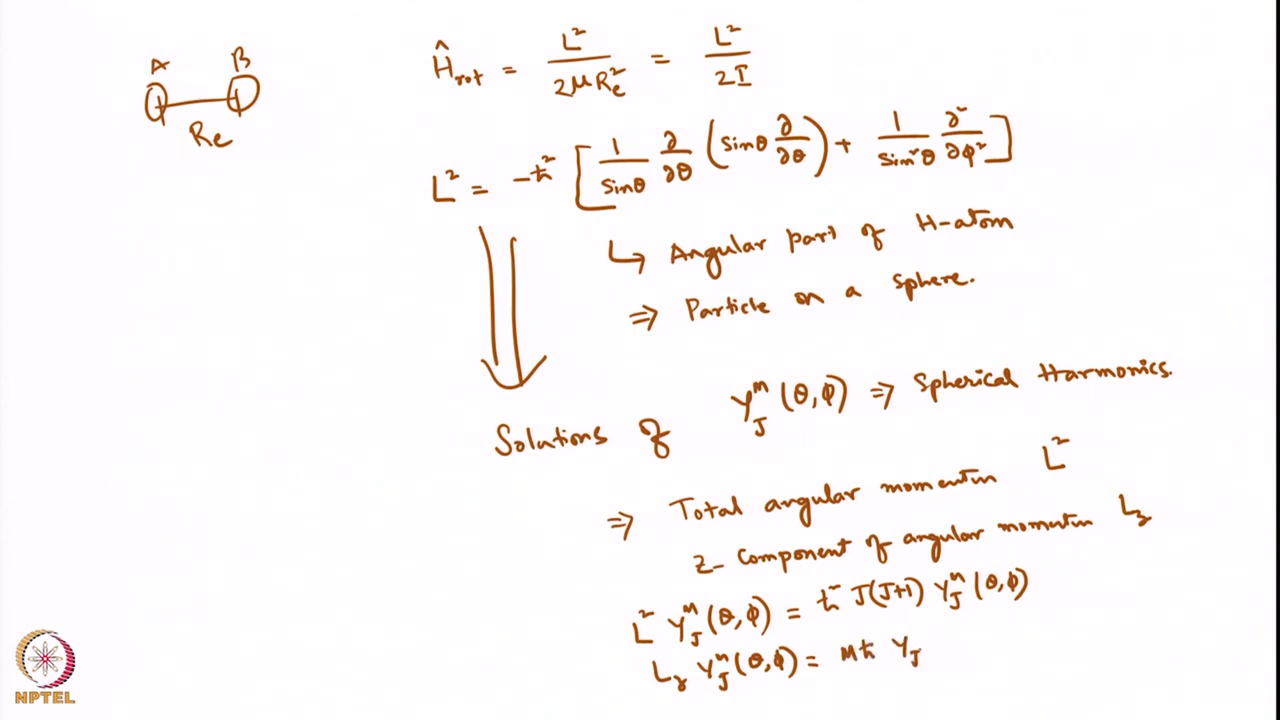 A B
Re
Ĥrot = L² / 2μRe² = L² / 2I
L² = -ħ² [ 1/sinθ ∂/∂θ (sinθ ∂/∂θ) + 1/sin²θ ∂²/∂φ² ]
↳ Angular part of H-atom
⇒ Particle on a sphere.
Solutions of Y_J^M (θ,φ) ⇒ Spherical Harmonics.
⇒ Total angular momentum L²
Z- Component of angular momentum Lz
L² Y_J^M (θ,φ) = ħ² J(J+1) Y_J^M (θ,φ)
Lz Y_J^M (θ,φ) = Mħ Y_J
NPTEL